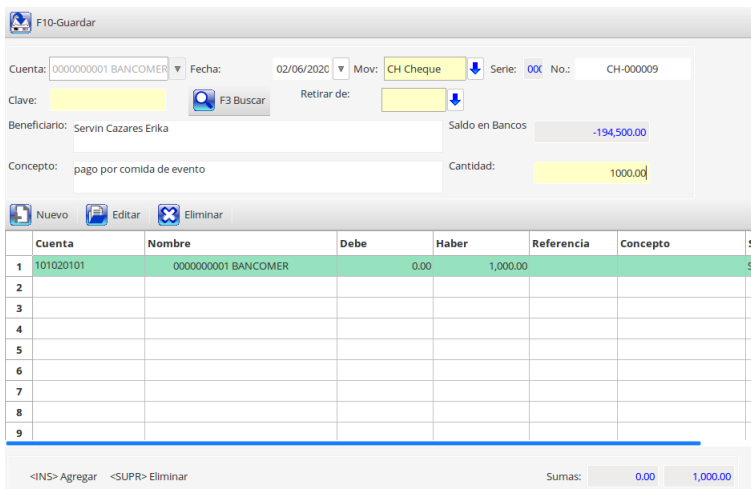 F10-Guardar
Cuenta: 0000000001 BANCOMER Fecha: 02/06/2020 Mov: CH Cheque Serie: 000 No.: CH-000009
Clave: F3 Buscar Retirar de:
Beneficiario: Servin Cazares Erika Saldo en Bancos -194,500.00
Concepto: pago por comida de evento Cantidad: 1000.00
Nuevo Editar Eliminar
Cuenta Nombre Debe Haber Referencia Concepto
1 101020101 0000000001 BANCOMER 0.00 1,000.00
2
3
4
5
6
7
8
9
<INS> Agregar <SUPR> Eliminar Sumas: 0.00 1,000.00